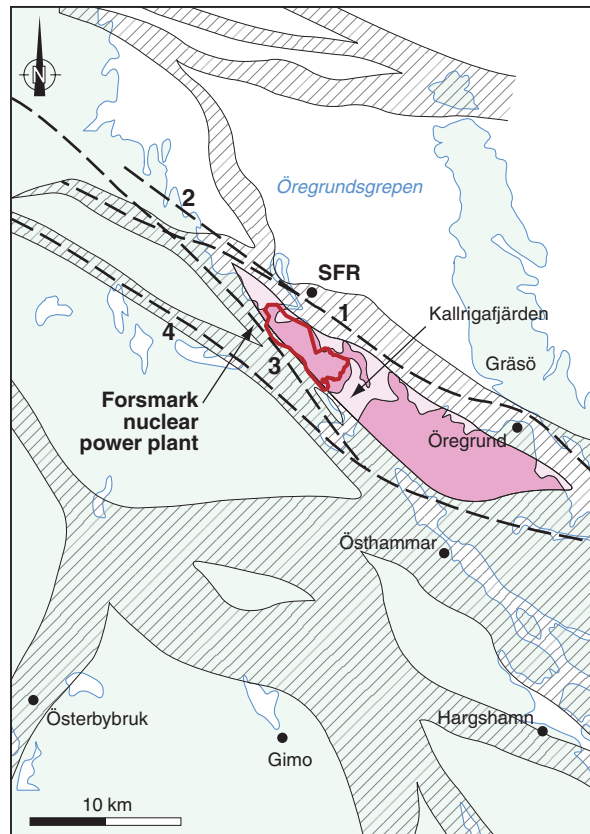 N
Öregrundsgrepen
2
SFR
1
Kallrigafjärden
Gräsö
4
3
Forsmark
nuclear
power plant
Öregrund
Östhammar
Österbybruk
Hargshamn
Gimo
10 km